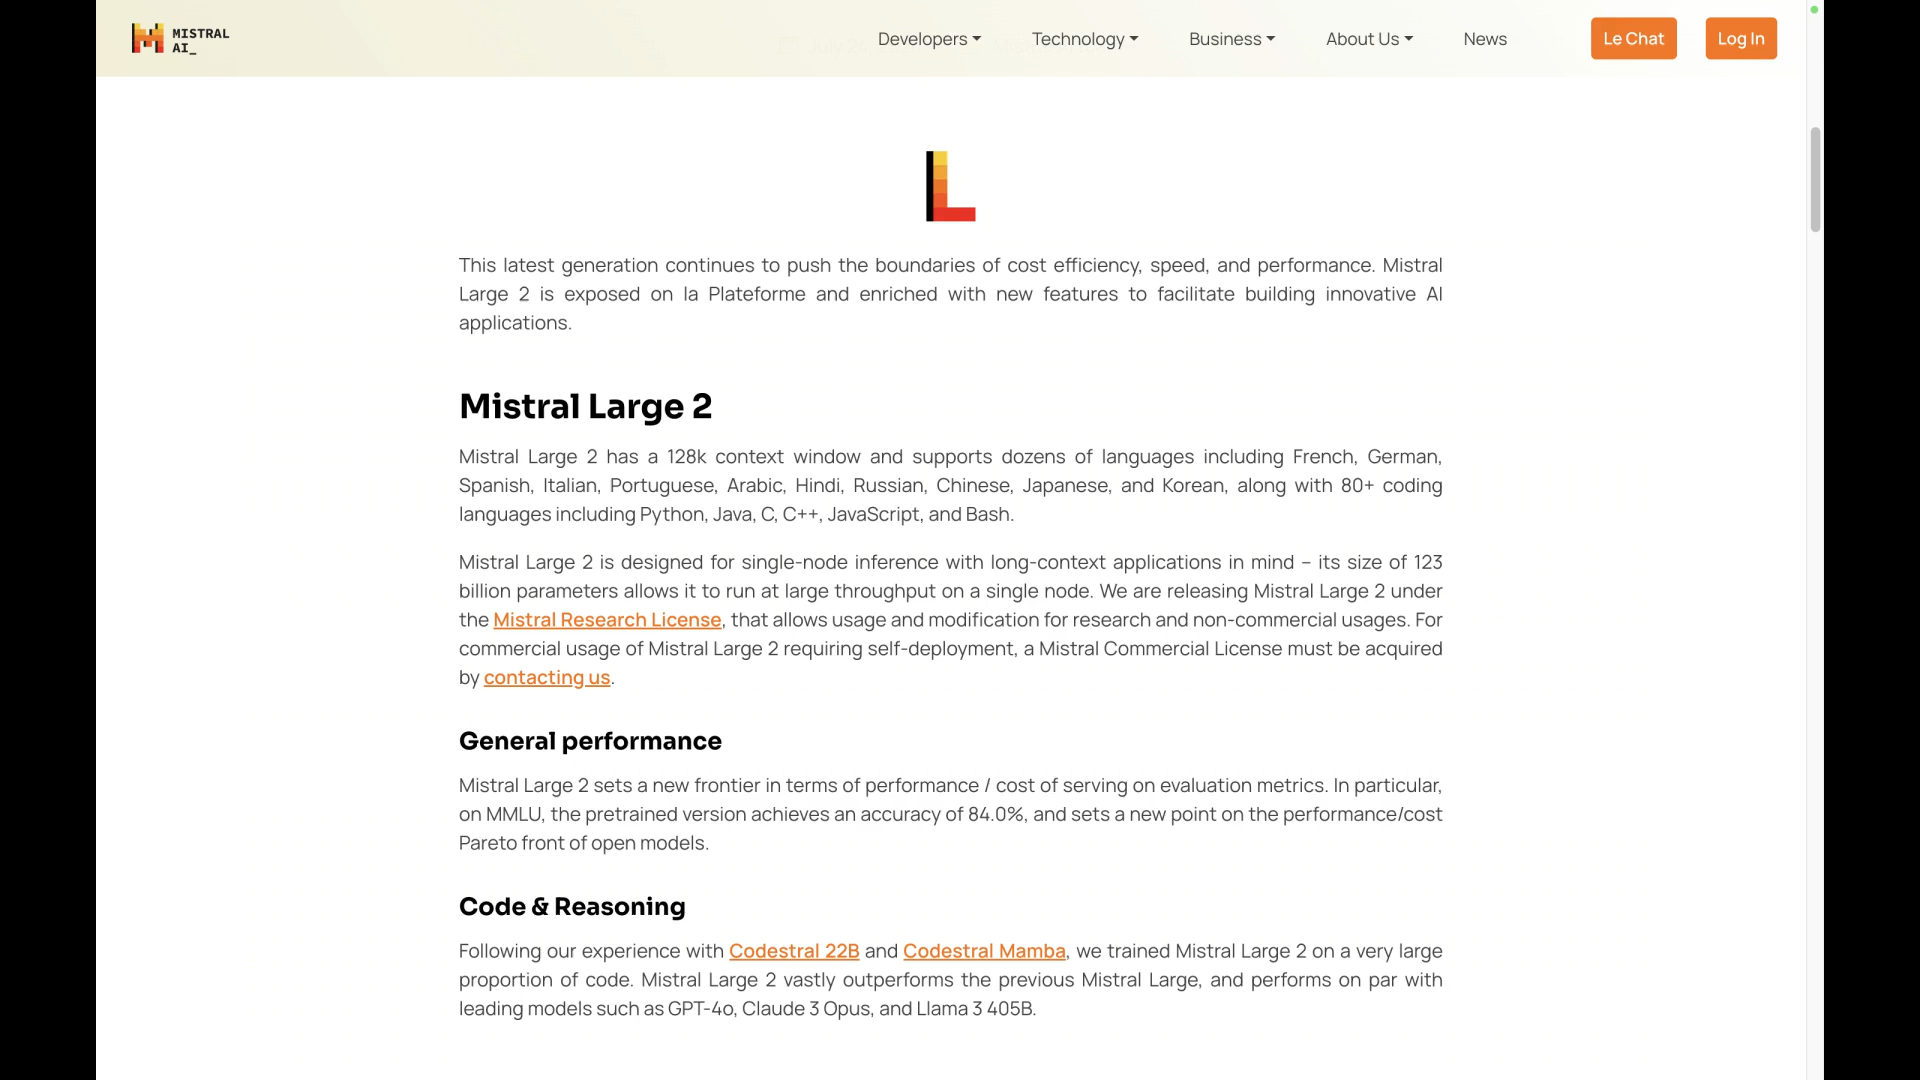 MISTRAL
AI_
Developers
Technology
Business
About Us
News
Le Chat
Log In
This latest generation continues to push the boundaries of cost efficiency, speed, and performance. Mistral
Large 2 is exposed on la Plateforme and enriched with new features to facilitate building innovative AI
applications.
Mistral Large 2
Mistral Large 2 has a 128k context window and supports dozens of languages including French, German,
Spanish, Italian, Portuguese, Arabic, Hindi, Russian, Chinese, Japanese, and Korean, along with 80+ coding
languages including Python, Java, C, C++, JavaScript, and Bash.
Mistral Large 2 is designed for single-node inference with long-context applications in mind – its size of 123
billion parameters allows it to run at large throughput on a single node. We are releasing Mistral Large 2 under
the Mistral Research License, that allows usage and modification for research and non-commercial usages. For
commercial usage of Mistral Large 2 requiring self-deployment, a Mistral Commercial License must be acquired
by contacting us.
General performance
Mistral Large 2 sets a new frontier in terms of performance / cost of serving on evaluation metrics. In particular,
on MMLU, the pretrained version achieves an accuracy of 84.0%, and sets a new point on the performance/cost
Pareto front of open models.
Code & Reasoning
Following our experience with Codestral 22B and Codestral Mamba, we trained Mistral Large 2 on a very large
proportion of code. Mistral Large 2 vastly outperforms the previous Mistral Large, and performs on par with
leading models such as GPT-4o, Claude 3 Opus, and Llama 3 405B.